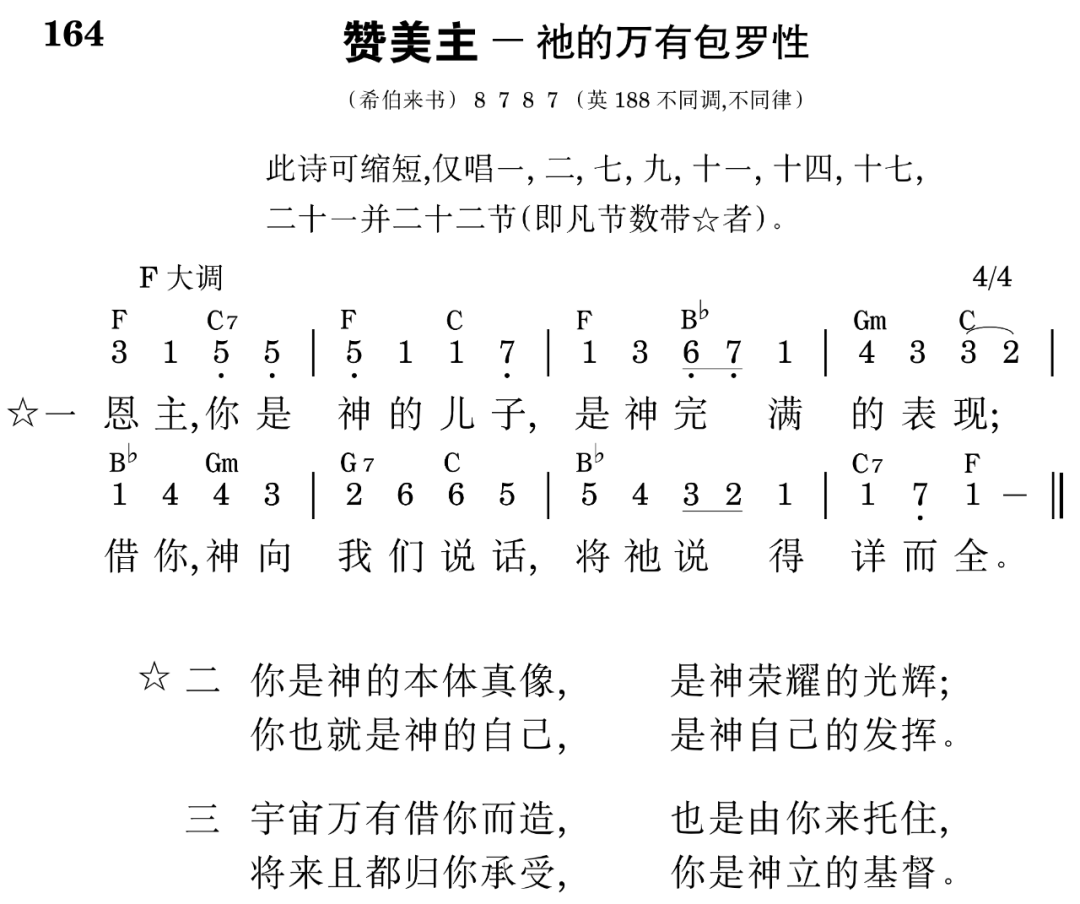 164
赞美主 — 祂的万有包罗性
（希伯来书） 8 7 8 7 （英 188 不同调,不同律）
此诗可缩短,仅唱一, 二, 七, 九, 十一, 十四, 十七,
二十一并二十二节(即凡节数带☆者)。
F 大调 4/4
F C7 F C F B♭ Gm C
3 1 5̣ 5̣ | 5̣ 1 1 7̣ | 1 3 6̣ 7̣ 1 | 4 3 3 2 |
☆一 恩主,你是 神的儿子, 是神完 满 的表现;
B♭ Gm G7 C B♭ C7 F
1 4 4 3 | 2 6 6 5 | 5 4 3 2 1 | 1 7̣ 1 — ‖
借你,神向 我们说话, 将祂说 得 详而全。
☆ 二 你是神的本体真像, 是神荣耀的光辉;
你也就是神的自己, 是神自己的发挥。
三 宇宙万有借你而造, 也是由你来托住,
将来且都归你承受, 你是神立的基督。